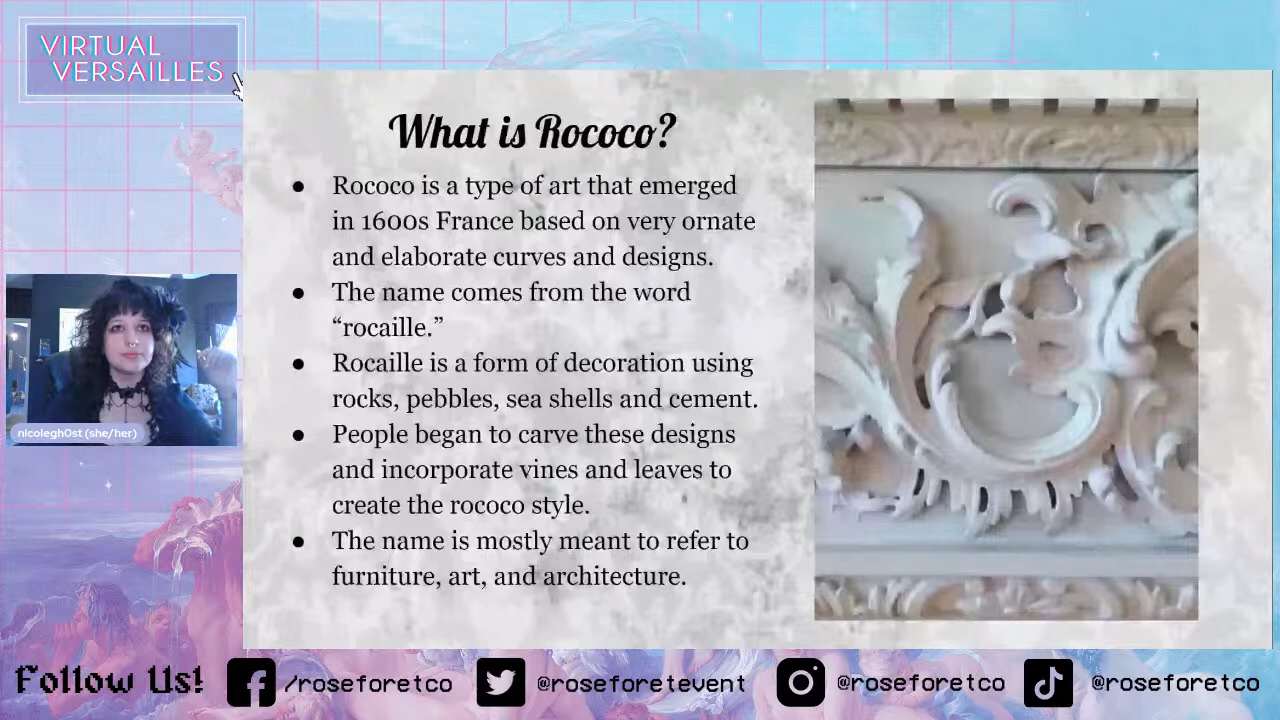 VIRTUAL
VERSAILLES
What is Rococo?
● Rococo is a type of art that emerged
in 1600s France based on very ornate
and elaborate curves and designs.
● The name comes from the word
“rocaille.”
● Rocaille is a form of decoration using
rocks, pebbles, sea shells and cement.
● People began to carve these designs
and incorporate vines and leaves to
create the rococo style.
● The name is mostly meant to refer to
furniture, art, and architecture.
nicolegh0st (she/her)
Follow Us! /roseforetco @roseforetevent @roseforetco @roseforetco